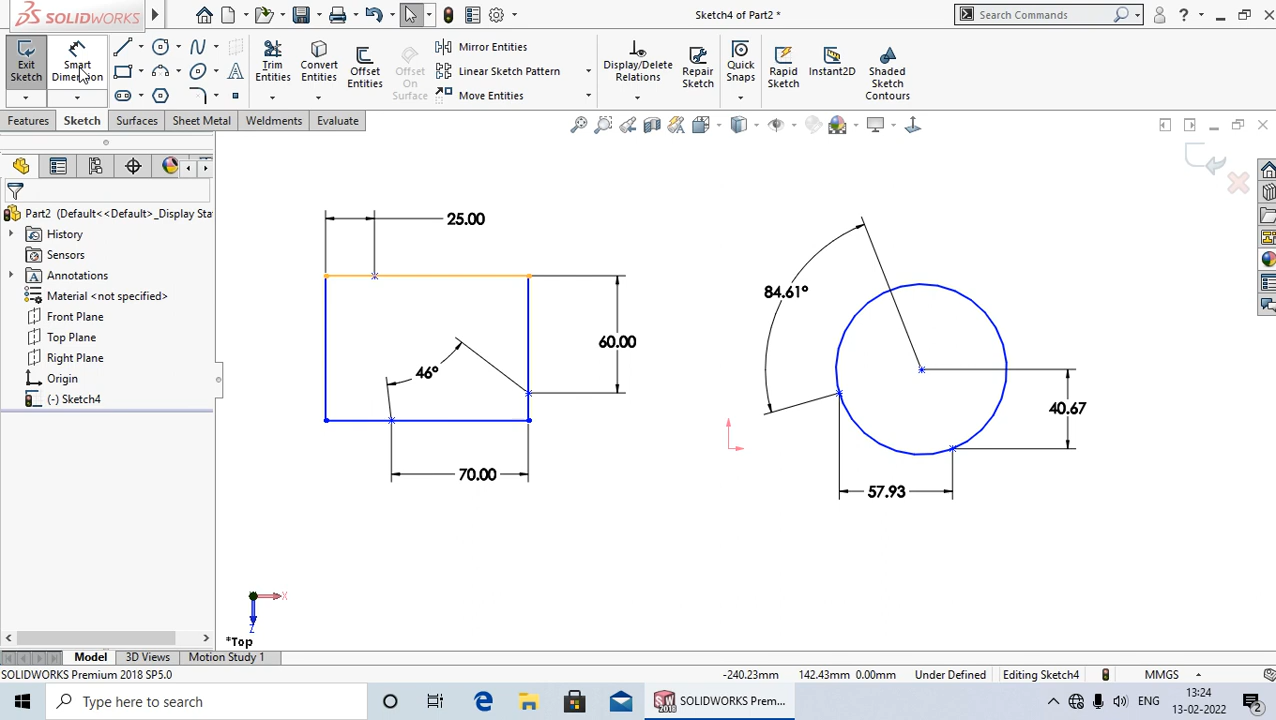 SOLIDWORKS
Sketch4 of Part2 *
Search Commands
?
Exit Sketch
Smart Dimension
Trim Entities
Convert Entities
Offset Entities
Offset On Surface
Mirror Entities
Linear Sketch Pattern
Move Entities
Display/Delete Relations
Repair Sketch
Quick Snaps
Rapid Sketch
Instant2D
Shaded Sketch Contours
Features
Sketch
Surfaces
Sheet Metal
Weldments
Evaluate
Part2 (Default<<Default>_Display Sta
History
Sensors
Annotations
Material <not specified>
Front Plane
Top Plane
Right Plane
Origin
(-) Sketch4
25.00
60.00
46°
70.00
84.61°
40.67
57.93
X
Z
*Top
Model
3D Views
Motion Study 1
SOLIDWORKS Premium 2018 SP5.0
-240.23mm
142.43mm 0.00mm
Under Defined
Editing Sketch4
MMGS
Type here to search
SOLIDWORKS Prem...
ENG
13:24
13-02-2022
2